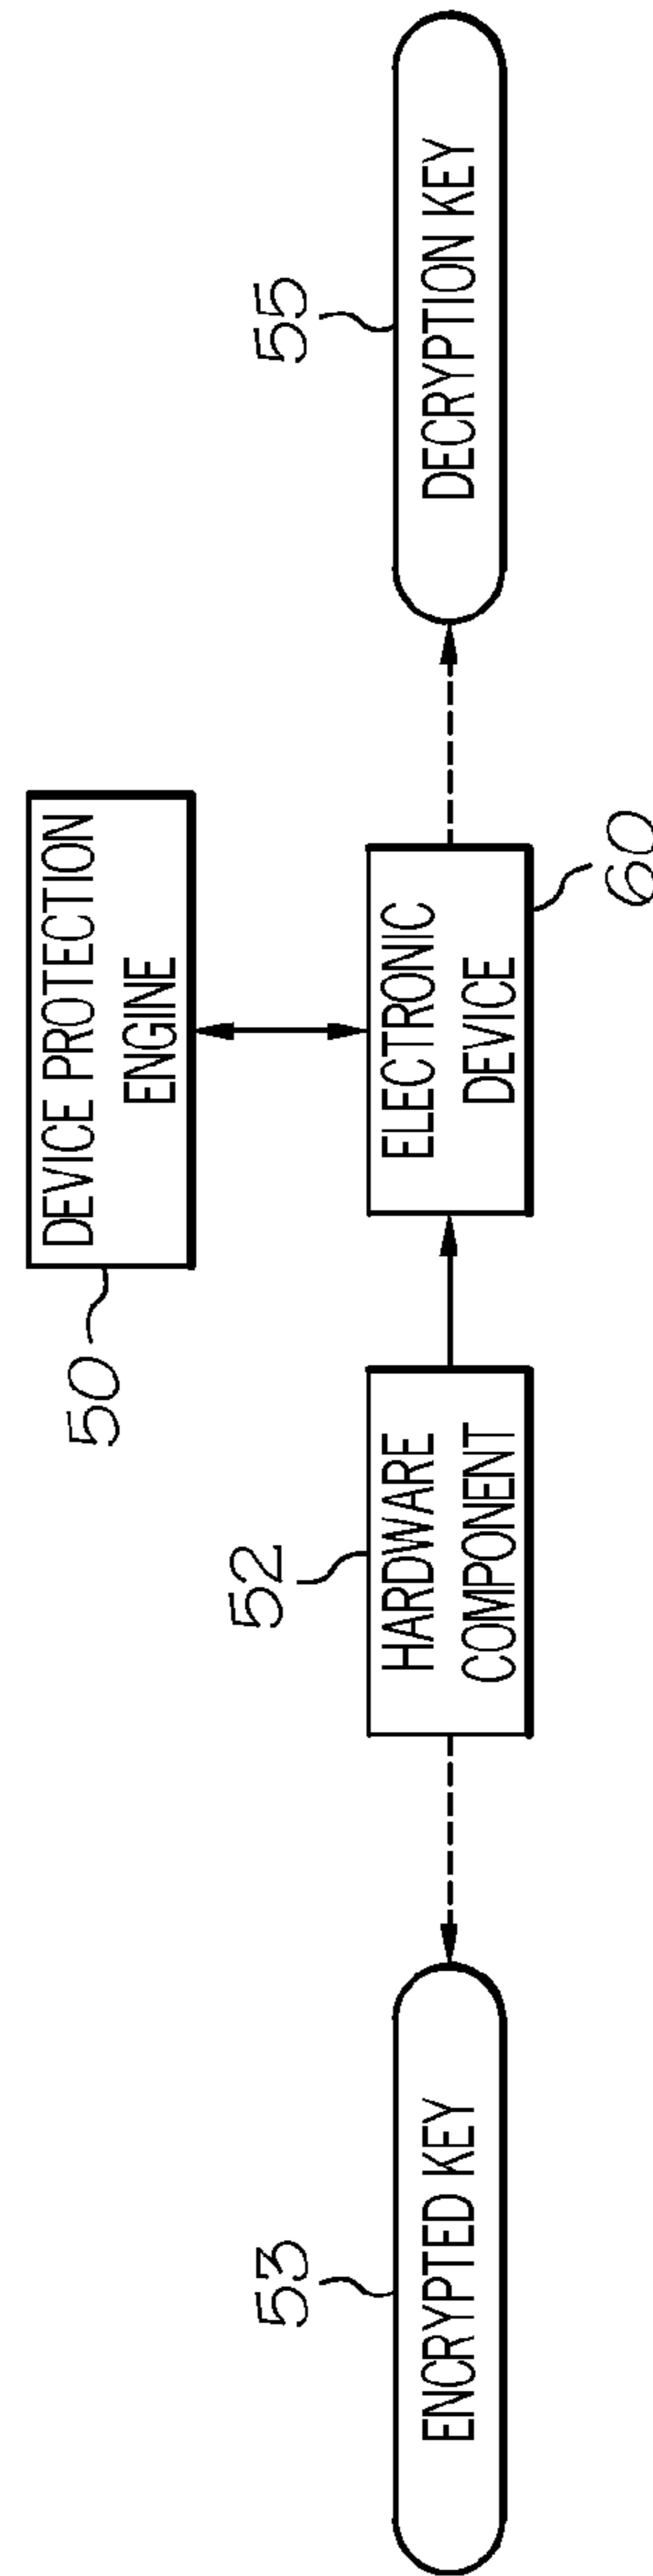 50
DEVICE PROTECTION
ENGINE
53
ENCRYPTED KEY
52
HARDWARE
COMPONENT
ELECTRONIC
DEVICE
60
55
DECRYPTION KEY